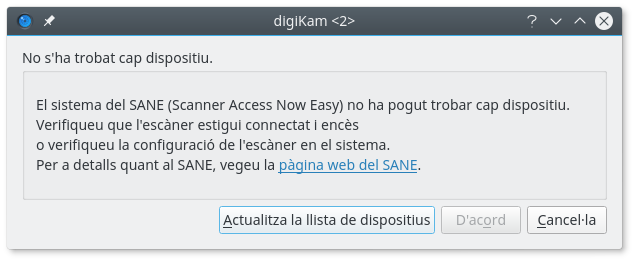 digiKam <2>
No s'ha trobat cap dispositiu.
El sistema del SANE (Scanner Access Now Easy) no ha pogut trobar cap dispositiu.
Verifiqueu que l'escàner estigui connectat i encès
o verifiqueu la configuració de l'escàner en el sistema.
Per a detalls quant al SANE, vegeu la pàgina web del SANE.
Actualitza la llista de dispositius D'acord Cancel·la